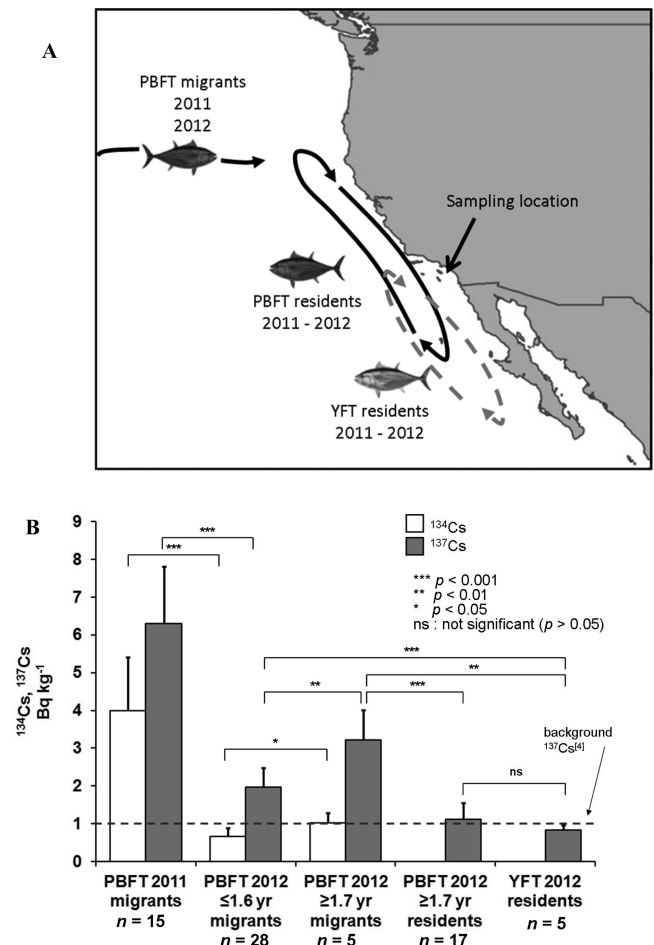 A
PBFT migrants
2011
2012
Sampling location
PBFT residents
2011 - 2012
YFT residents
2011 - 2012
B
¹³⁴Cs, ¹³⁷Cs
Bq kg⁻¹
9
8
7
6
5
4
3
2
1
0
¹³⁴Cs
¹³⁷Cs
*** p < 0.001
** p < 0.01
* p < 0.05
ns : not significant (p > 0.05)
***
***
***
**
**
***
*
ns
background
¹³⁷Cs[4]
PBFT 2011
migrants
n = 15
PBFT 2012
≤1.6 yr
migrants
n = 28
PBFT 2012
≥1.7 yr
migrants
n = 5
PBFT 2012
≥1.7 yr
residents
n = 17
YFT 2012
residents
n = 5